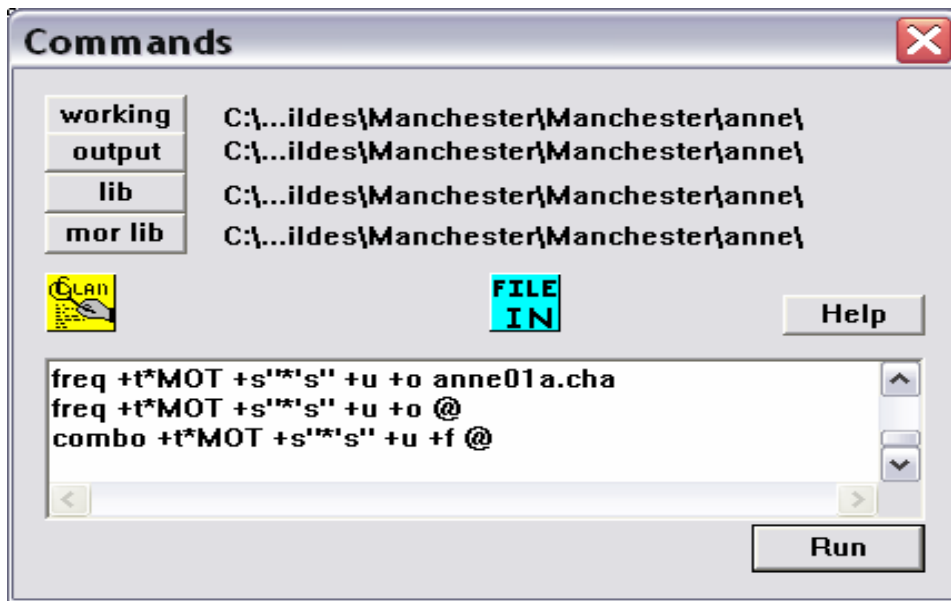 Commands
working C:\...ildes\Manchester\Manchester\anne\
output C:\...ildes\Manchester\Manchester\anne\
lib C:\...ildes\Manchester\Manchester\anne\
mor lib C:\...ildes\Manchester\Manchester\anne\
CLAN
FILE
IN
Help
freq +t*MOT +s"*'s" +u +o anne01a.cha
freq +t*MOT +s"*'s" +u +o @
combo +t*MOT +s"*'s" +u +f @
Run